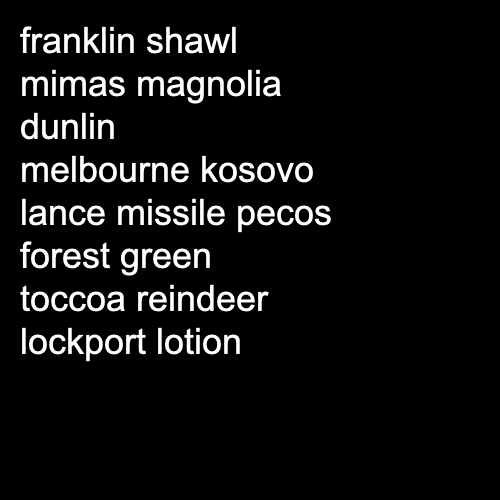 franklin shawl
mimas magnolia
dunlin
melbourne kosovo
lance missile pecos
forest green
toccoa reindeer
lockport lotion